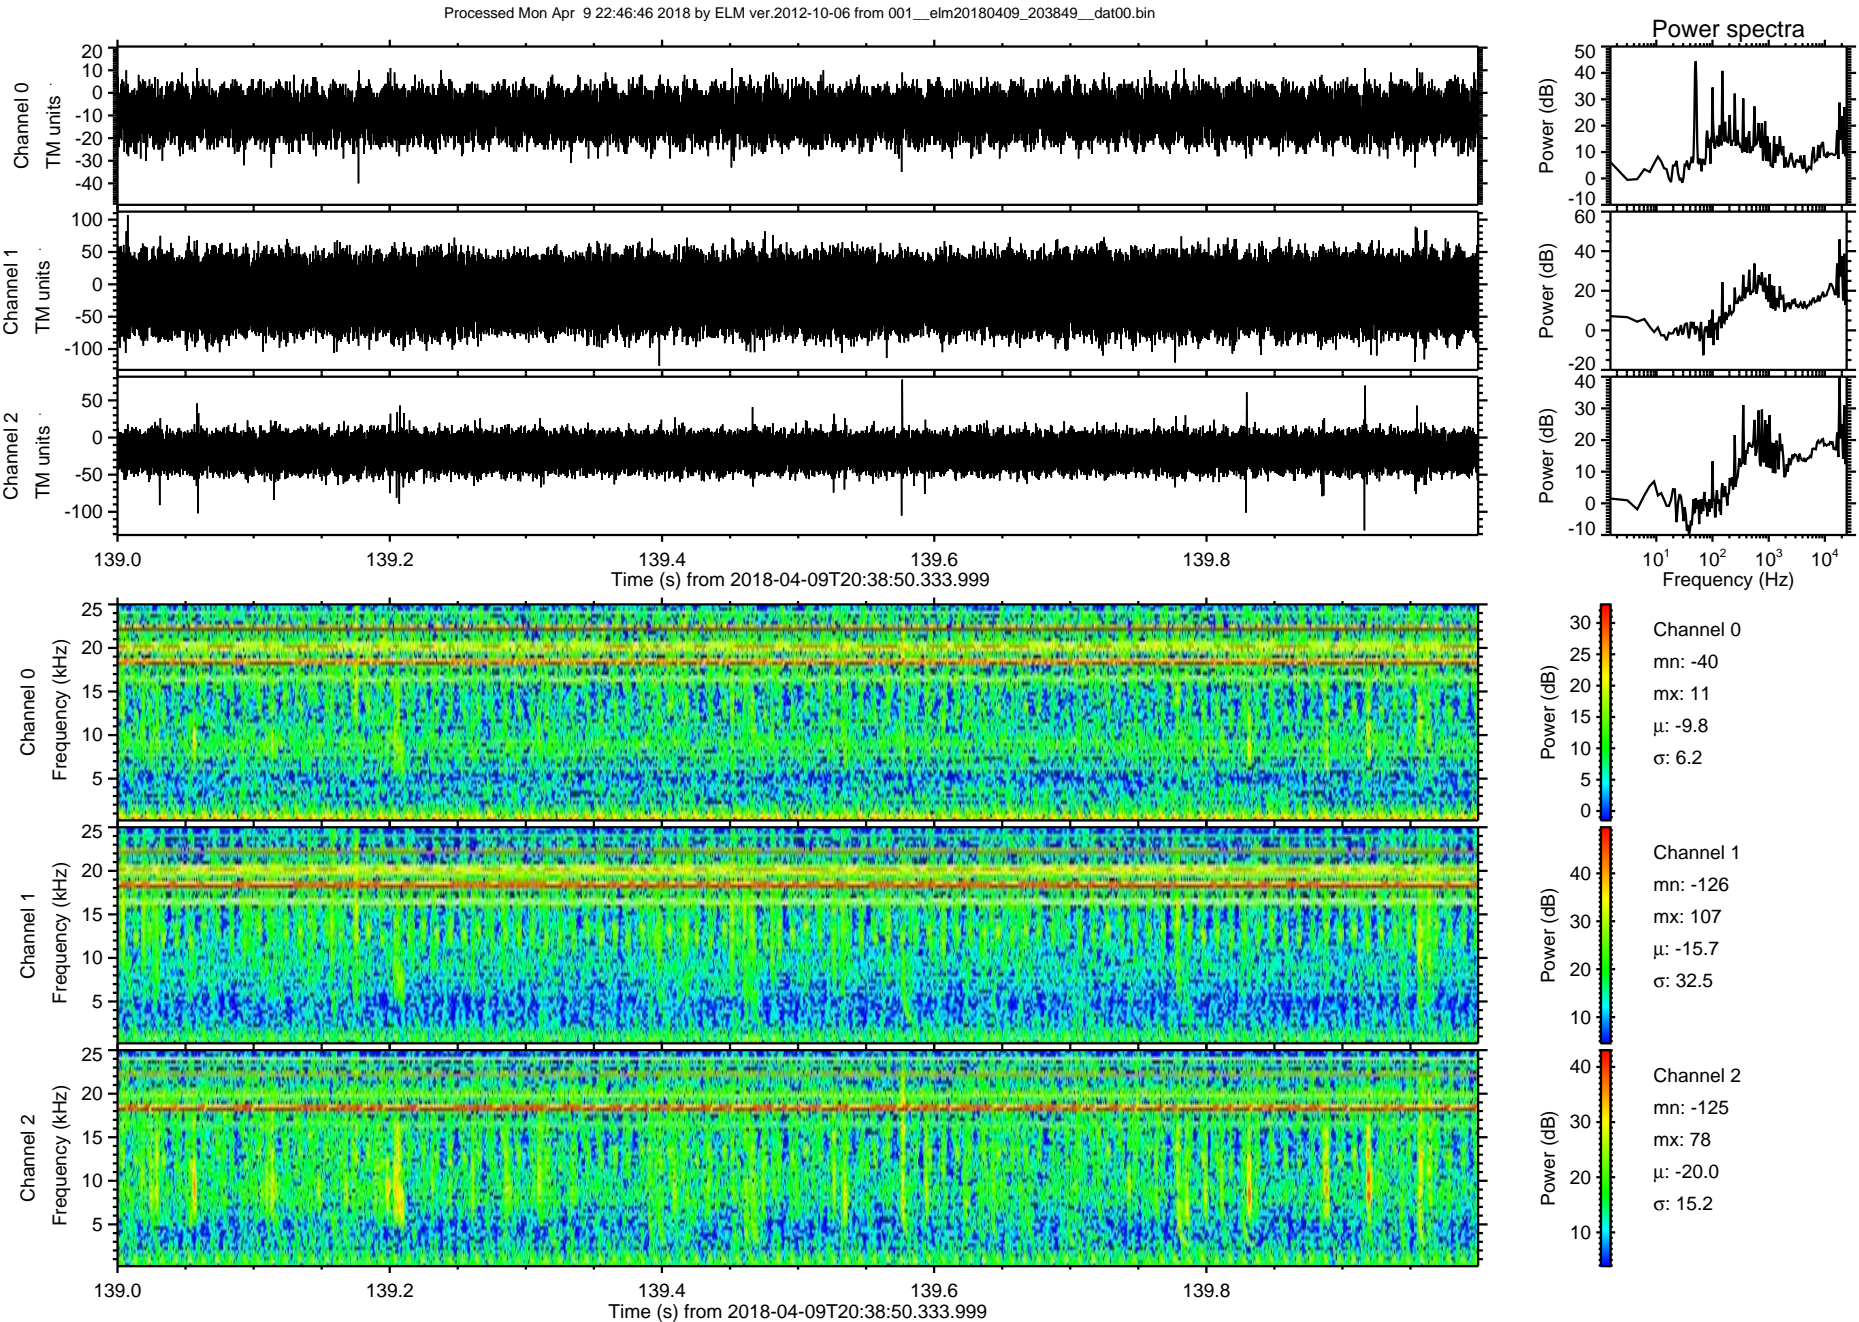 Processed Mon Apr  9 22:46:46 2018 by ELM ver.2012-10-06 from 001__elm20180409_203849__dat00.bin
Power spectra
Channel 0
TM units
20
10
0
-10
-20
-30
-40
Power (dB)
50
40
30
20
10
0
-10
Channel 1
TM units
100
50
0
-50
-100
Power (dB)
60
40
20
0
-20
Channel 2
TM units
50
0
-50
-100
Power (dB)
40
30
20
10
0
-10
139.0 139.2 139.4 139.6 139.8
Time (s) from 2018-04-09T20:38:50.333.999
10¹ 10² 10³ 10⁴
Frequency (Hz)
Channel 0
Frequency (kHz)
25
20
15
10
5
Power (dB)
30
25
20
15
10
5
0
Channel 0
mn: -40
mx: 11
μ: -9.8
σ: 6.2
Channel 1
Frequency (kHz)
25
20
15
10
5
Power (dB)
40
30
20
10
Channel 1
mn: -126
mx: 107
μ: -15.7
σ: 32.5
Channel 2
Frequency (kHz)
25
20
15
10
5
Power (dB)
40
30
20
10
Channel 2
mn: -125
mx: 78
μ: -20.0
σ: 15.2
139.0 139.2 139.4 139.6 139.8
Time (s) from 2018-04-09T20:38:50.333.999